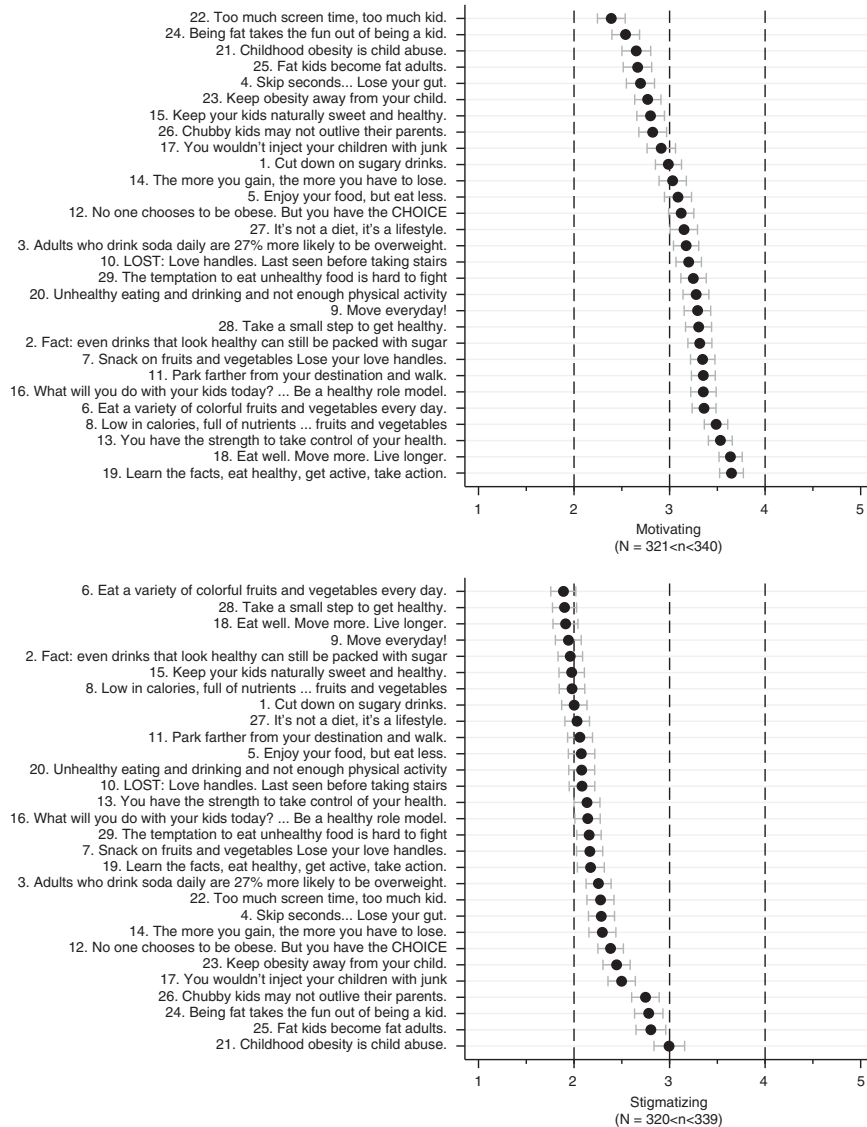 22. Too much screen time, too much kid.
24. Being fat takes the fun out of being a kid.
21. Childhood obesity is child abuse.
25. Fat kids become fat adults.
4. Skip seconds... Lose your gut.
23. Keep obesity away from your child.
15. Keep your kids naturally sweet and healthy.
26. Chubby kids may not outlive their parents.
17. You wouldn't inject your children with junk
1. Cut down on sugary drinks.
14. The more you gain, the more you have to lose.
5. Enjoy your food, but eat less.
12. No one chooses to be obese. But you have the CHOICE
27. It's not a diet, it's a lifestyle.
3. Adults who drink soda daily are 27% more likely to be overweight.
10. LOST: Love handles. Last seen before taking stairs
29. The temptation to eat unhealthy food is hard to fight
20. Unhealthy eating and drinking and not enough physical activity
9. Move everyday!
28. Take a small step to get healthy.
2. Fact: even drinks that look healthy can still be packed with sugar
7. Snack on fruits and vegetables Lose your love handles.
11. Park farther from your destination and walk.
16. What will you do with your kids today? ... Be a healthy role model.
6. Eat a variety of colorful fruits and vegetables every day.
8. Low in calories, full of nutrients ... fruits and vegetables
13. You have the strength to take control of your health.
18. Eat well. Move more. Live longer.
19. Learn the facts, eat healthy, get active, take action.
1 2 3 4 5
Motivating
(N = 321<n<340)
6. Eat a variety of colorful fruits and vegetables every day.
28. Take a small step to get healthy.
18. Eat well. Move more. Live longer.
9. Move everyday!
2. Fact: even drinks that look healthy can still be packed with sugar
15. Keep your kids naturally sweet and healthy.
8. Low in calories, full of nutrients ... fruits and vegetables
1. Cut down on sugary drinks.
27. It's not a diet, it's a lifestyle.
11. Park farther from your destination and walk.
5. Enjoy your food, but eat less.
20. Unhealthy eating and drinking and not enough physical activity
10. LOST: Love handles. Last seen before taking stairs
13. You have the strength to take control of your health.
16. What will you do with your kids today? ... Be a healthy role model.
29. The temptation to eat unhealthy food is hard to fight
7. Snack on fruits and vegetables Lose your love handles.
19. Learn the facts, eat healthy, get active, take action.
3. Adults who drink soda daily are 27% more likely to be overweight.
22. Too much screen time, too much kid.
4. Skip seconds... Lose your gut.
14. The more you gain, the more you have to lose.
12. No one chooses to be obese. But you have the CHOICE
23. Keep obesity away from your child.
17. You wouldn't inject your children with junk
26. Chubby kids may not outlive their parents.
24. Being fat takes the fun out of being a kid.
25. Fat kids become fat adults.
21. Childhood obesity is child abuse.
1 2 3 4 5
Stigmatizing
(N = 320<n<339)